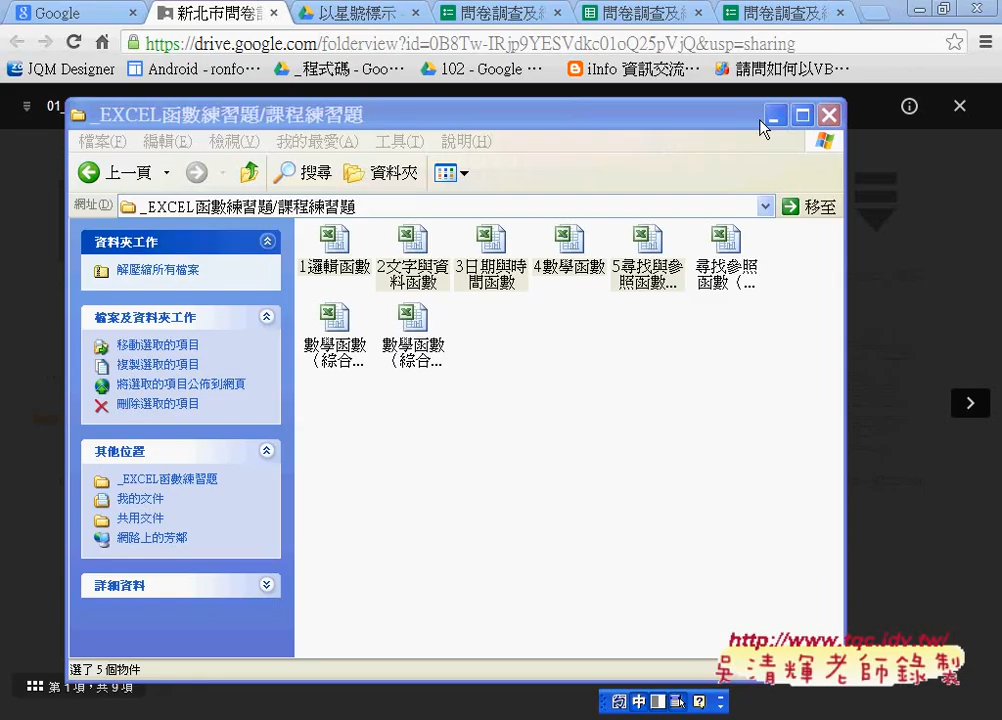 Google
新北市問卷調
以星號標示
問卷調查及統
問卷調查及統
問卷調查及統
https://drive.google.com/folderview?id=0B8Tw-IRjp9YESVdkc01oQ25pVjQ&usp=sharing
JQM Designer
Android - ronfo...
_程式碼 - Goo...
102 - Google ...
iInfo 資訊交流...
請問如何以VB...
01_
_EXCEL函數練習題/課程練習題
檔案(F) 編輯(E) 檢視(V) 我的最愛(A) 工具(T) 說明(H)
上一頁 搜尋 資料夾
網址(D) _EXCEL函數練習題/課程練習題 移至
資料夾工作
解壓縮所有檔案
檔案及資料夾工作
移動選取的項目
複製選取的項目
將選取的項目公佈到網頁
刪除選取的項目
其他位置
_EXCEL函數練習題
我的文件
共用文件
網路上的芳鄰
詳細資料
1邏輯函數
2文字與資
料函數
3日期與時
間函數
4數學函數
5尋找與參
照函數...
尋找參照
函數（...
數學函數
（綜合...
數學函數
（綜合...
選了 5 個物件
第 1 項，共 9 項
http://www.tqc.idv.tw/
吳清輝老師錄製
中